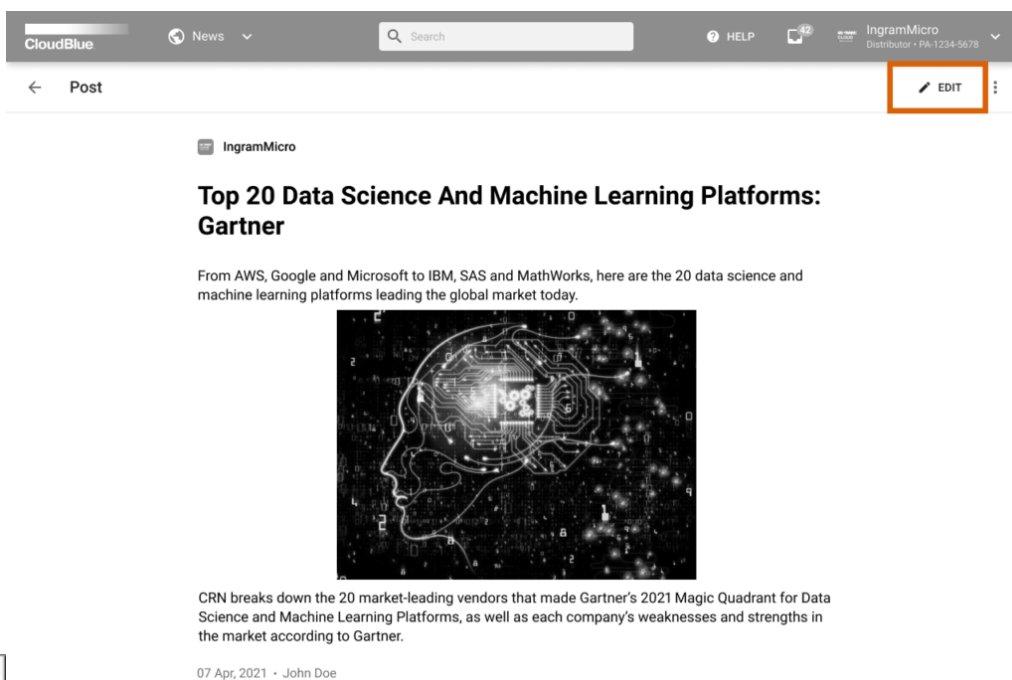 CloudBlue
News
Search
HELP
42
IngramMicro
Distributor • PA-1234-5678
Post
EDIT
IngramMicro
Top 20 Data Science And Machine Learning Platforms:
Gartner
From AWS, Google and Microsoft to IBM, SAS and MathWorks, here are the 20 data science and
machine learning platforms leading the global market today.
CRN breaks down the 20 market-leading vendors that made Gartner’s 2021 Magic Quadrant for Data
Science and Machine Learning Platforms, as well as each company’s weaknesses and strengths in
the market according to Gartner.
07 Apr, 2021 • John Doe